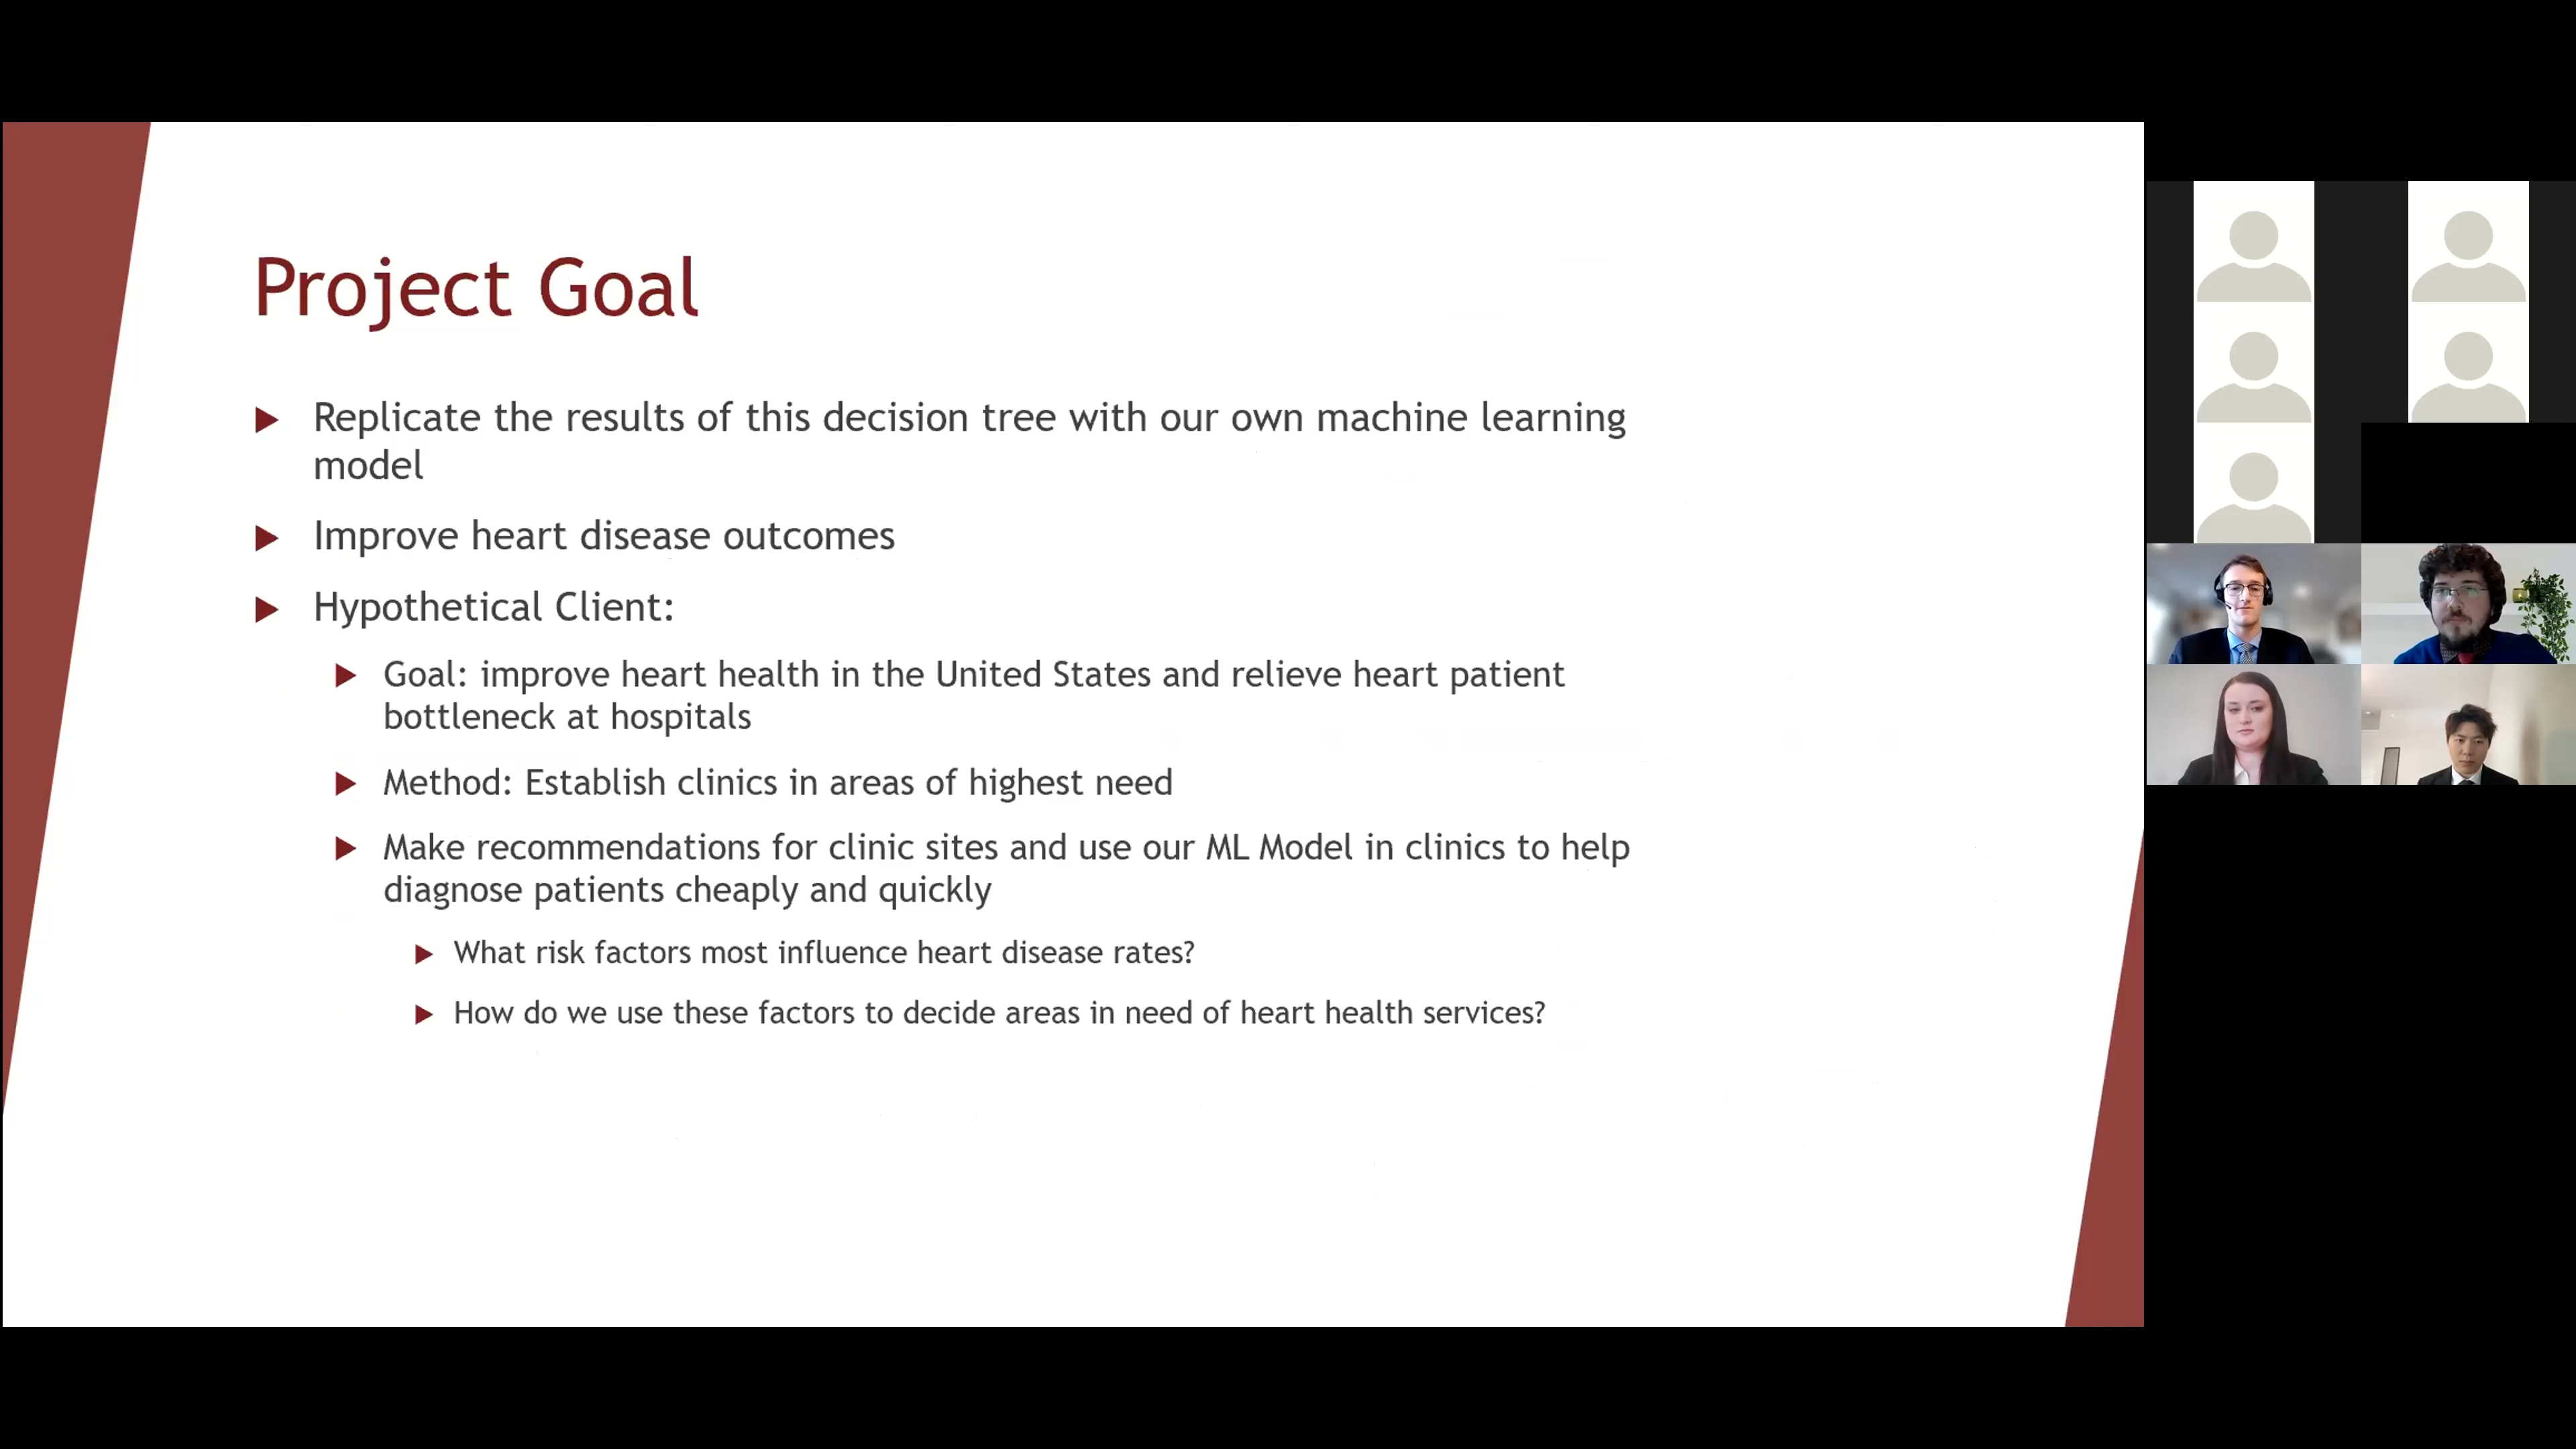 Project Goal
Replicate the results of this decision tree with our own machine learning
model
Improve heart disease outcomes
Hypothetical Client:
Goal: improve heart health in the United States and relieve heart patient
bottleneck at hospitals
Method: Establish clinics in areas of highest need
Make recommendations for clinic sites and use our ML Model in clinics to help
diagnose patients cheaply and quickly
What risk factors most influence heart disease rates?
How do we use these factors to decide areas in need of heart health services?